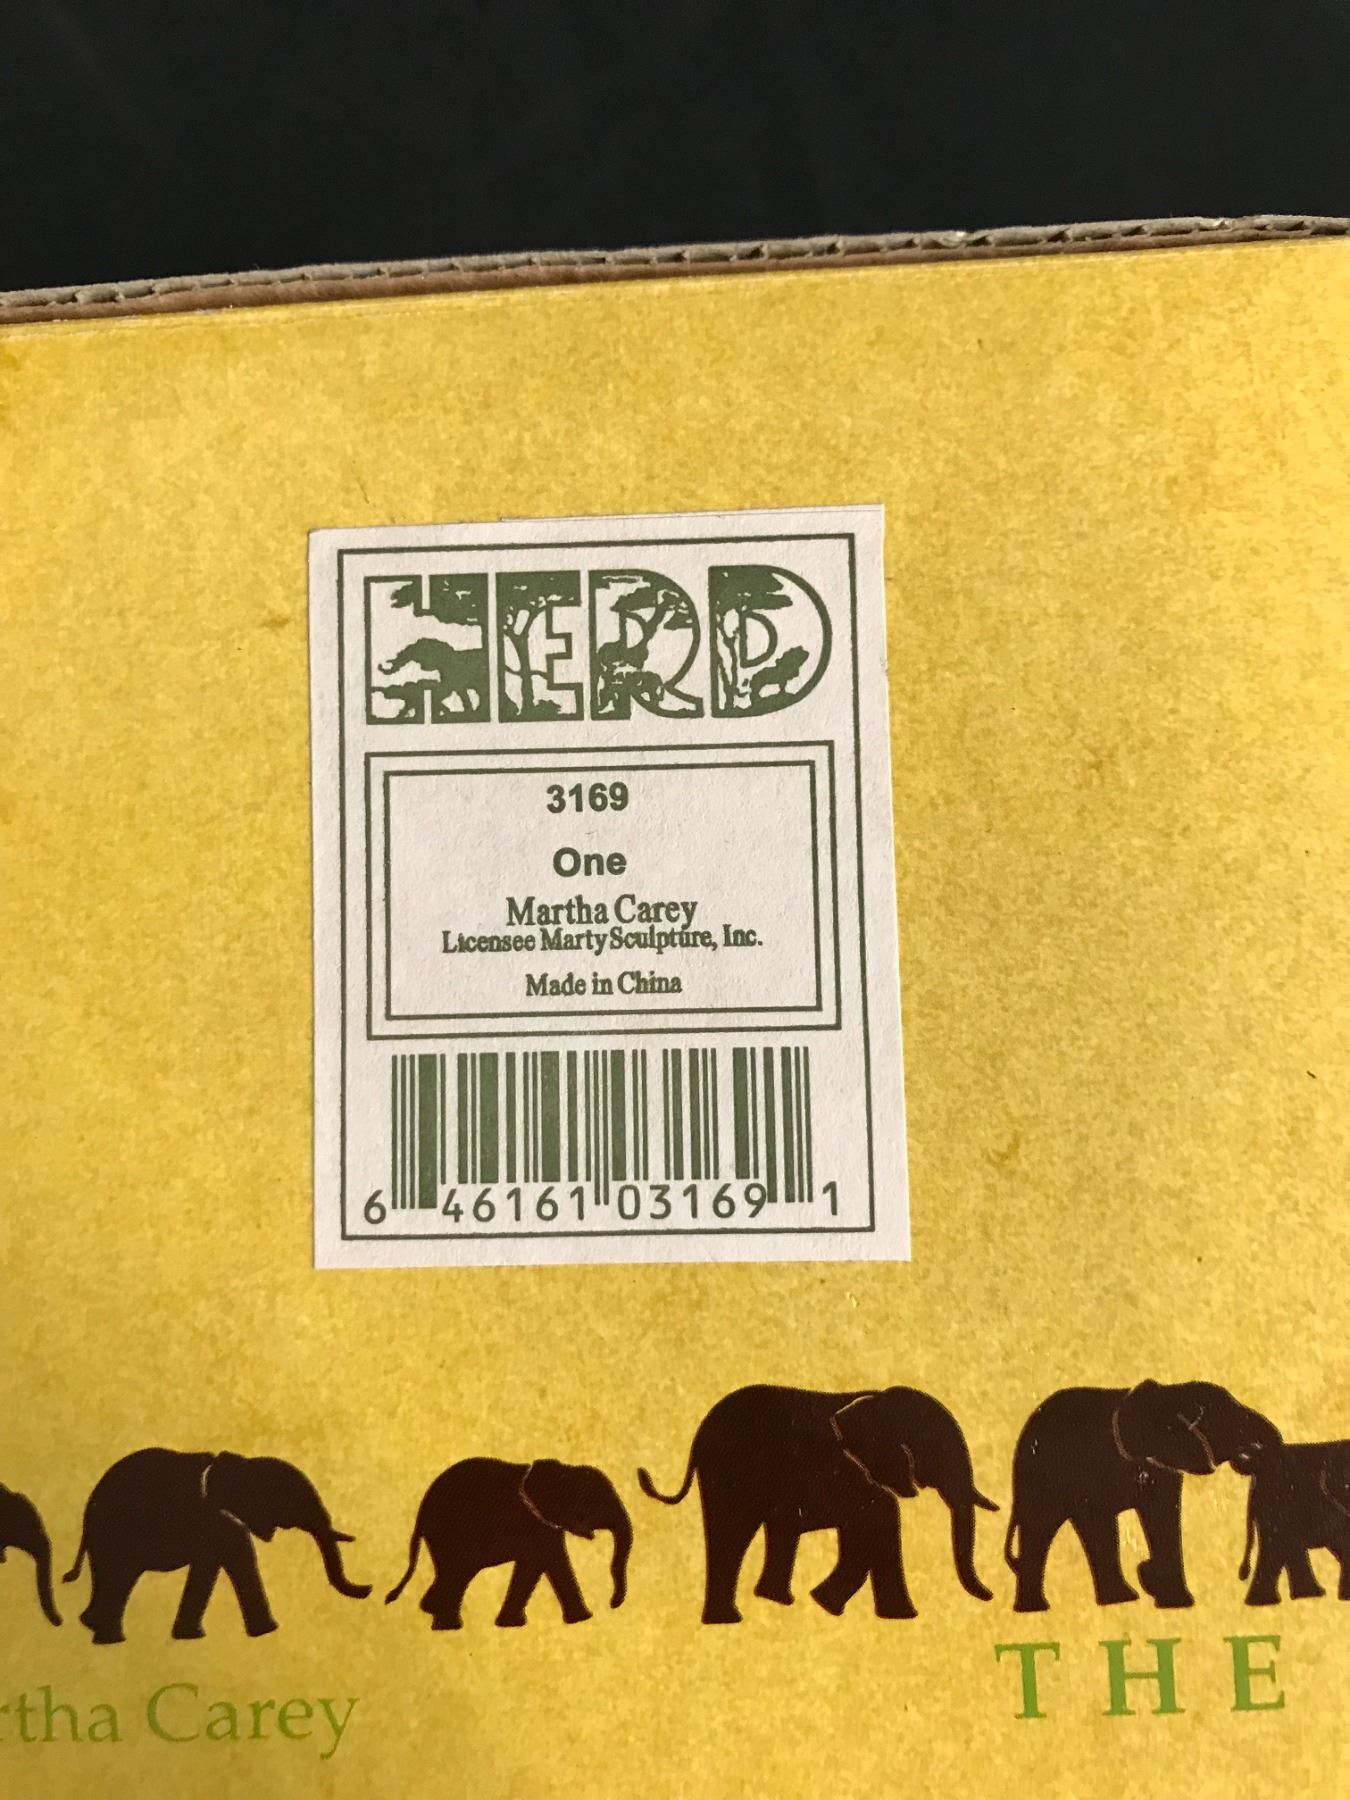 HERD
3169
One
Martha Carey
Licensee Marty Sculpture, Inc.
Made in China
6 46161 03169 1
rtha Carey
THE